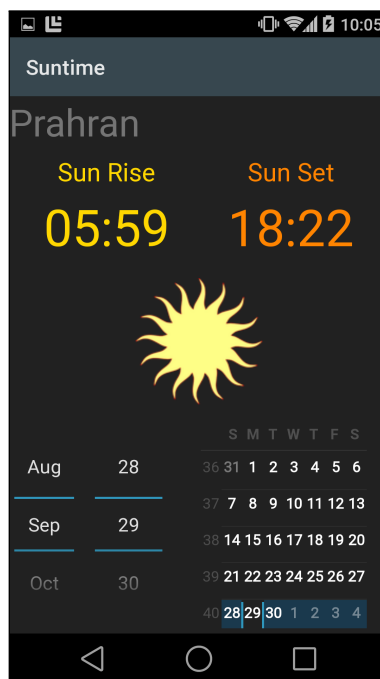 10:05
Suntime
Prahran
Sun Rise Sun Set
05:59 18:22
S M T W T F S
Aug 28 36 31 1 2 3 4 5 6
37 7 8 9 10 11 12 13
Sep 29 38 14 15 16 17 18 19 20
Oct 30 39 21 22 23 24 25 26 27
40 28 29 30 1 2 3 4